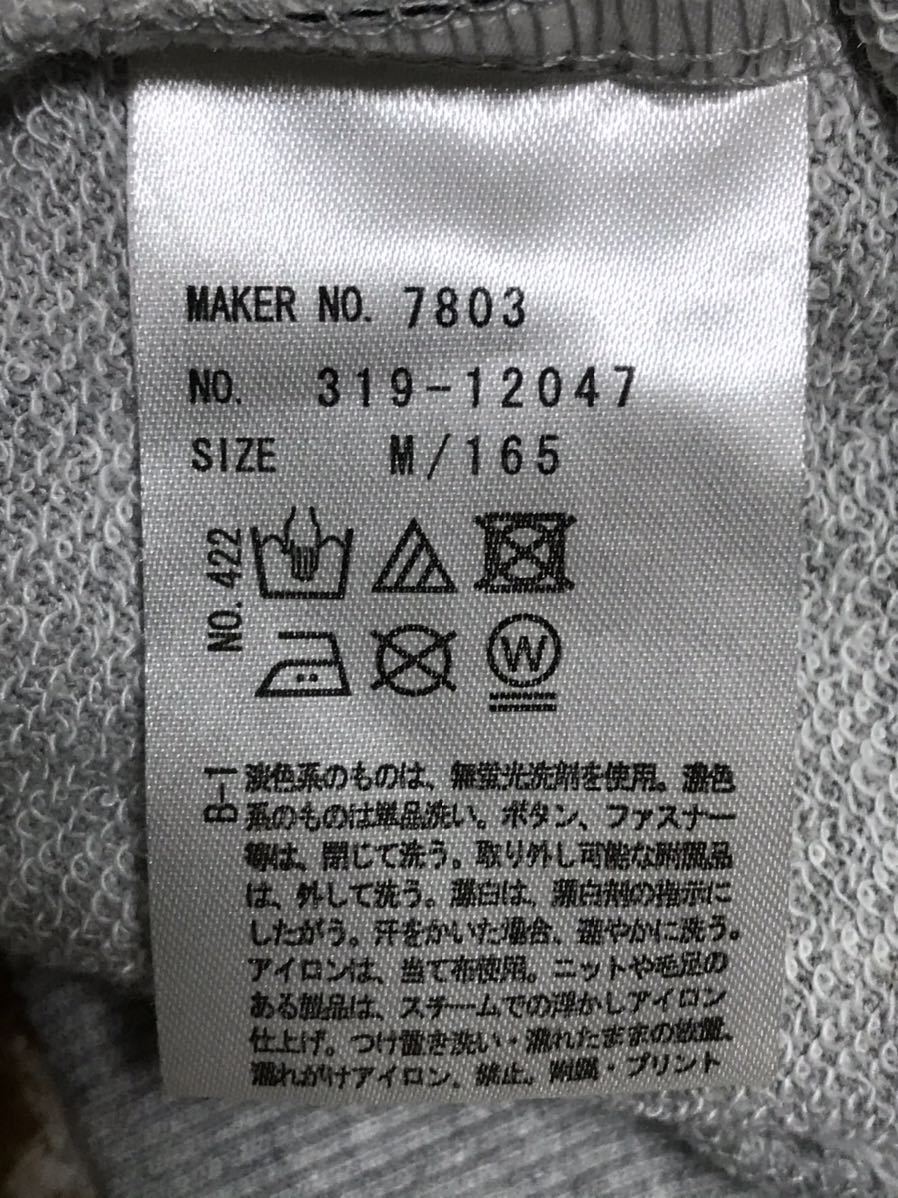 MAKER NO. 7803
NO. 319-12047
SIZE M/165
NO. 422
W
B-1
淡色系のものは、無蛍光洗剤を使用。濃色
系のものは単品洗い。ボタン、ファスナー
等は、閉じて洗う。取り外し可能な附属品
は、外して洗う。漂白は、漂白剤の指示に
したがう。汗をかいた場合、速やかに洗う。
アイロンは、当て布使用。ニットや毛足の
ある製品は、スチームでの浮かしアイロン
仕上げ。つけ置き洗い・濡れたままの放置、
濡れがけアイロン、禁止。附属・プリント